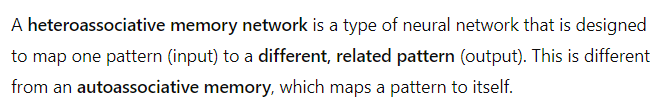 A heteroassociative memory network is a type of neural network that is designed
to map one pattern (input) to a different, related pattern (output). This is different
from an autoassociative memory, which maps a pattern to itself.